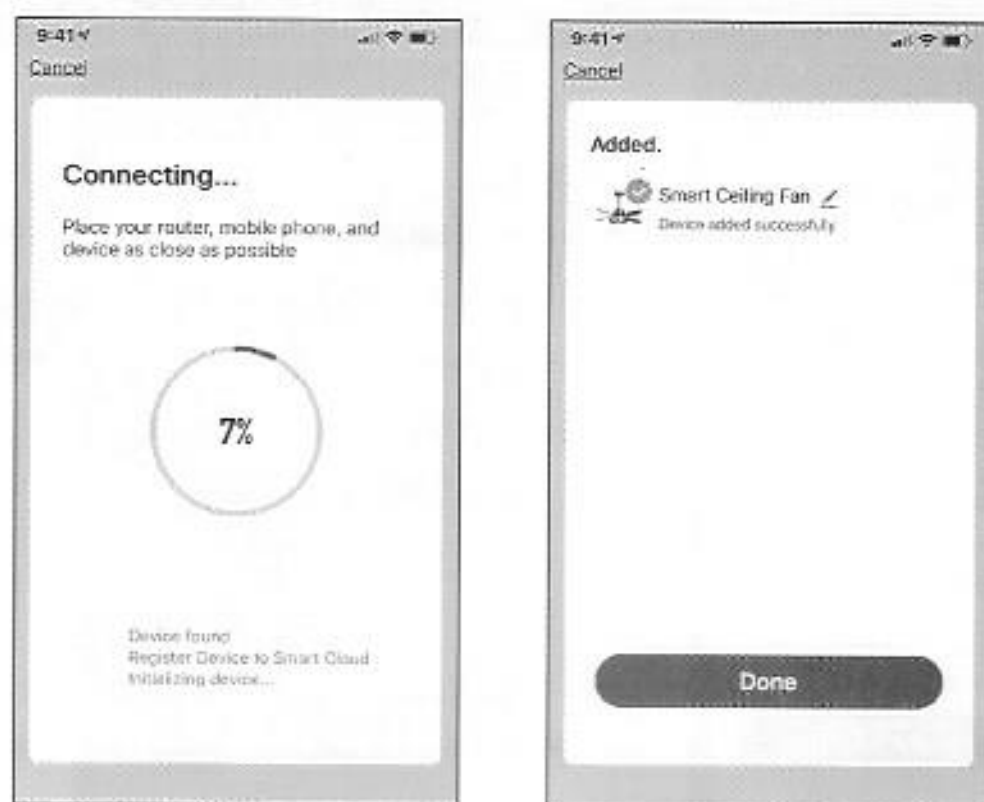 9:41
Cancel
Connecting...
Place your router, mobile phone, and
device as close as possible
7%
Device found
Register Device to Smart Cloud
Initializing device...
9:41
Cancel
Added.
Smart Ceiling Fan
Device added successfully
Done